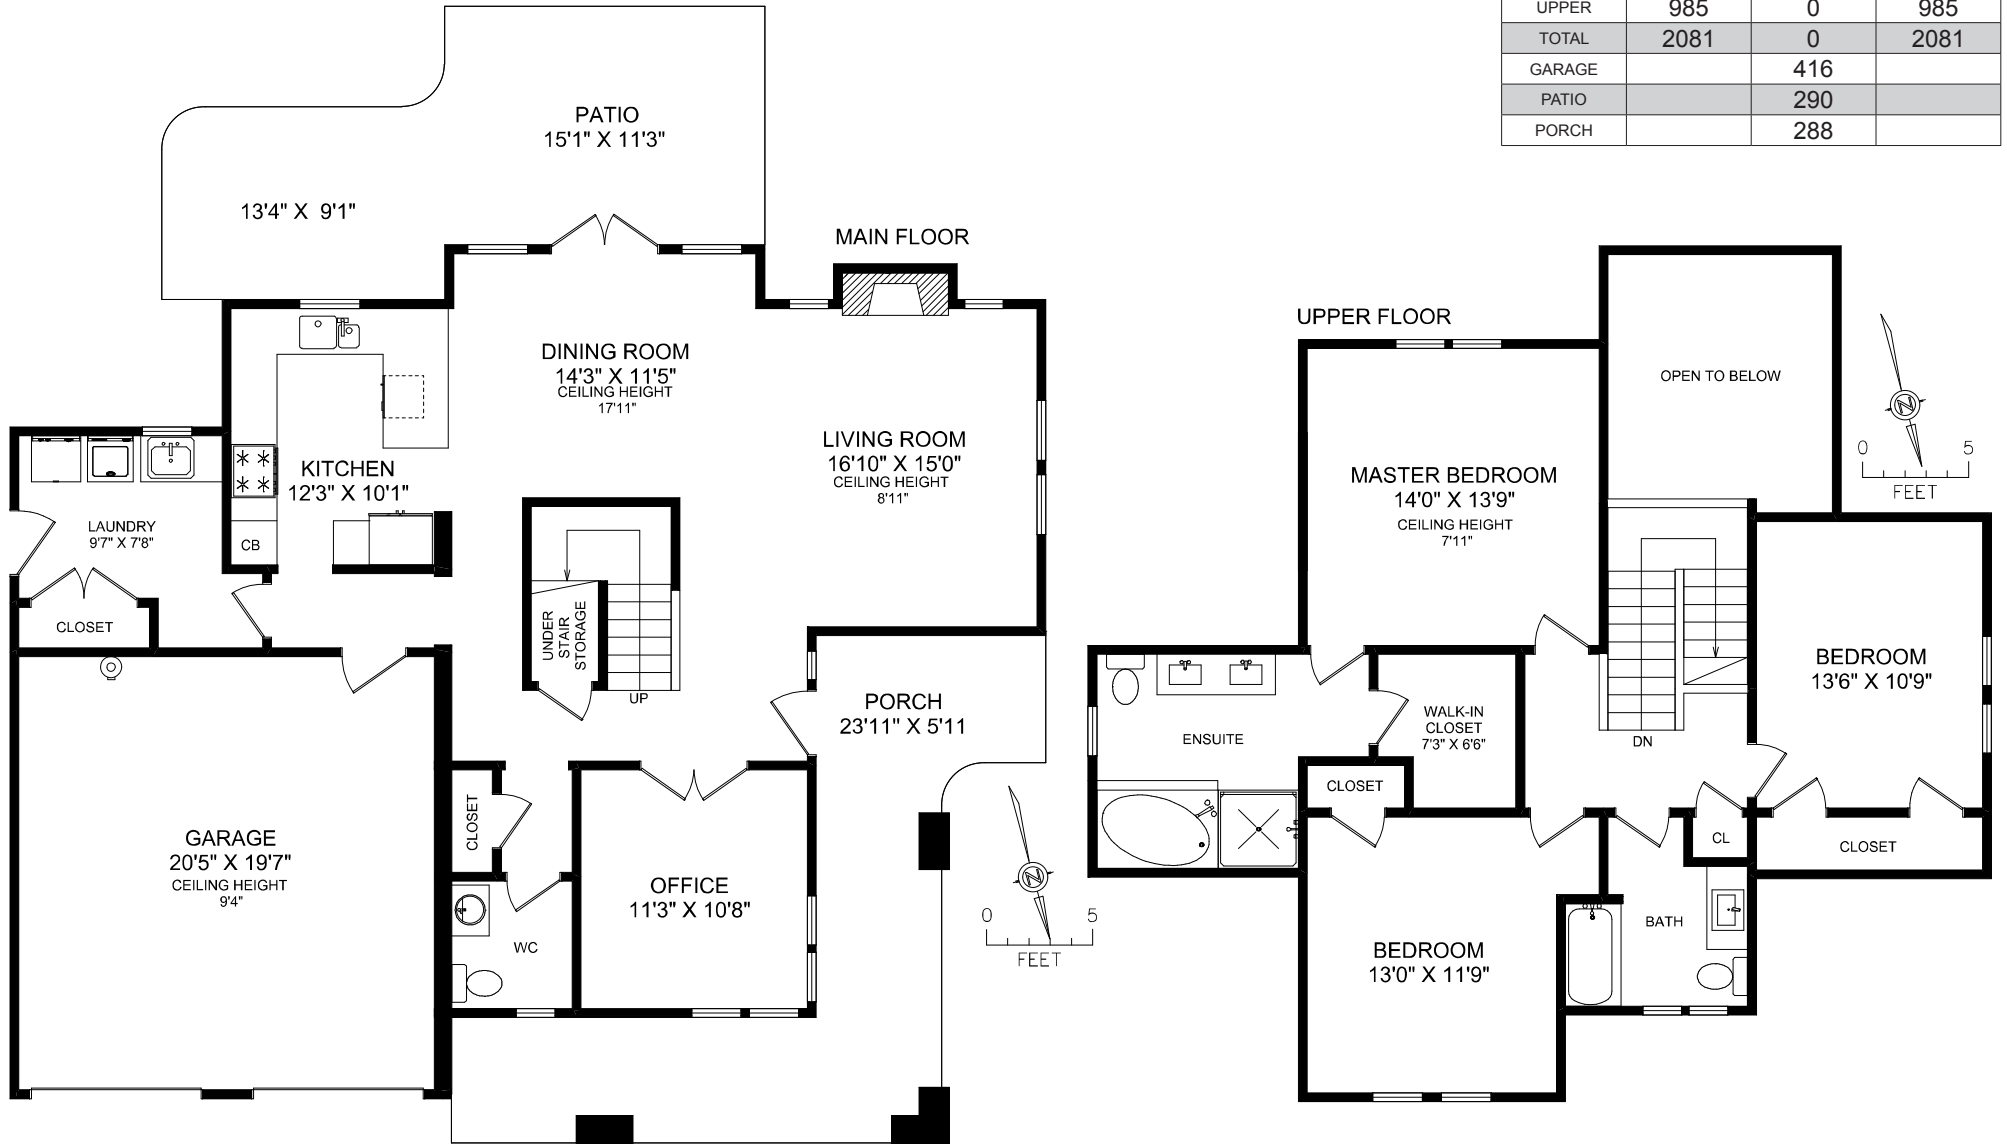 UPPER 985 0 985
TOTAL 2081 0 2081
GARAGE 416
PATIO 290
PORCH 288
PATIO
15'1" X 11'3"
13'4" X 9'1"
MAIN FLOOR
DINING ROOM
14'3" X 11'5"
CEILING HEIGHT
17'11"
LIVING ROOM
16'10" X 15'0"
CEILING HEIGHT
8'11"
KITCHEN
12'3" X 10'1"
CB
LAUNDRY
9'7" X 7'8"
CLOSET
UNDER
STAIR
STORAGE
UP
PORCH
23'11" X 5'11
GARAGE
20'5" X 19'7"
CEILING HEIGHT
9'4"
CLOSET
WC
OFFICE
11'3" X 10'8"
N
0 5
FEET
UPPER FLOOR
OPEN TO BELOW
N
0 5
FEET
MASTER BEDROOM
14'0" X 13'9"
CEILING HEIGHT
7'11"
BEDROOM
13'6" X 10'9"
WALK-IN
CLOSET
7'3" X 6'6"
ENSUITE
DN
CLOSET
CL
CLOSET
BATH
BEDROOM
13'0" X 11'9"